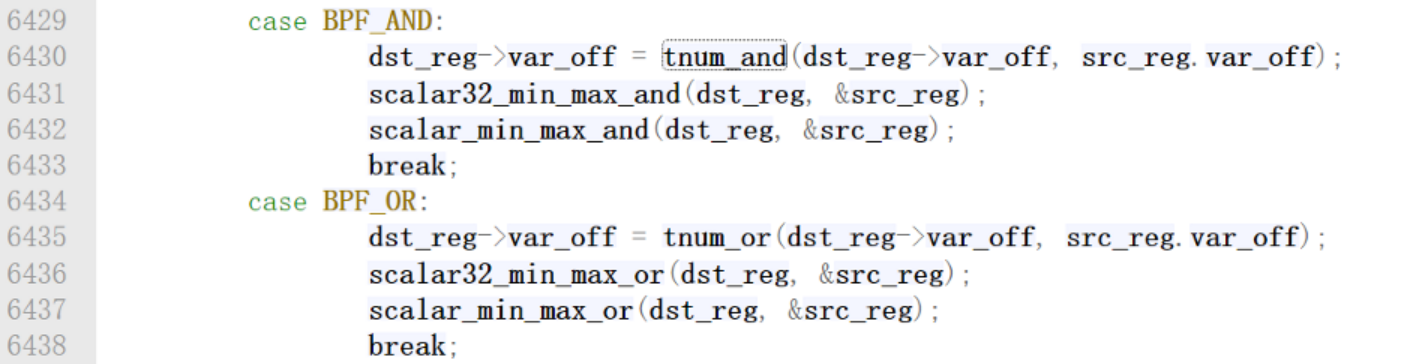 6429 case BPF_AND:
6430 dst_reg->var_off = tnum_and(dst_reg->var_off, src_reg.var_off);
6431 scalar32_min_max_and(dst_reg, &src_reg);
6432 scalar_min_max_and(dst_reg, &src_reg);
6433 break;
6434 case BPF_OR:
6435 dst_reg->var_off = tnum_or(dst_reg->var_off, src_reg.var_off);
6436 scalar32_min_max_or(dst_reg, &src_reg);
6437 scalar_min_max_or(dst_reg, &src_reg);
6438 break;